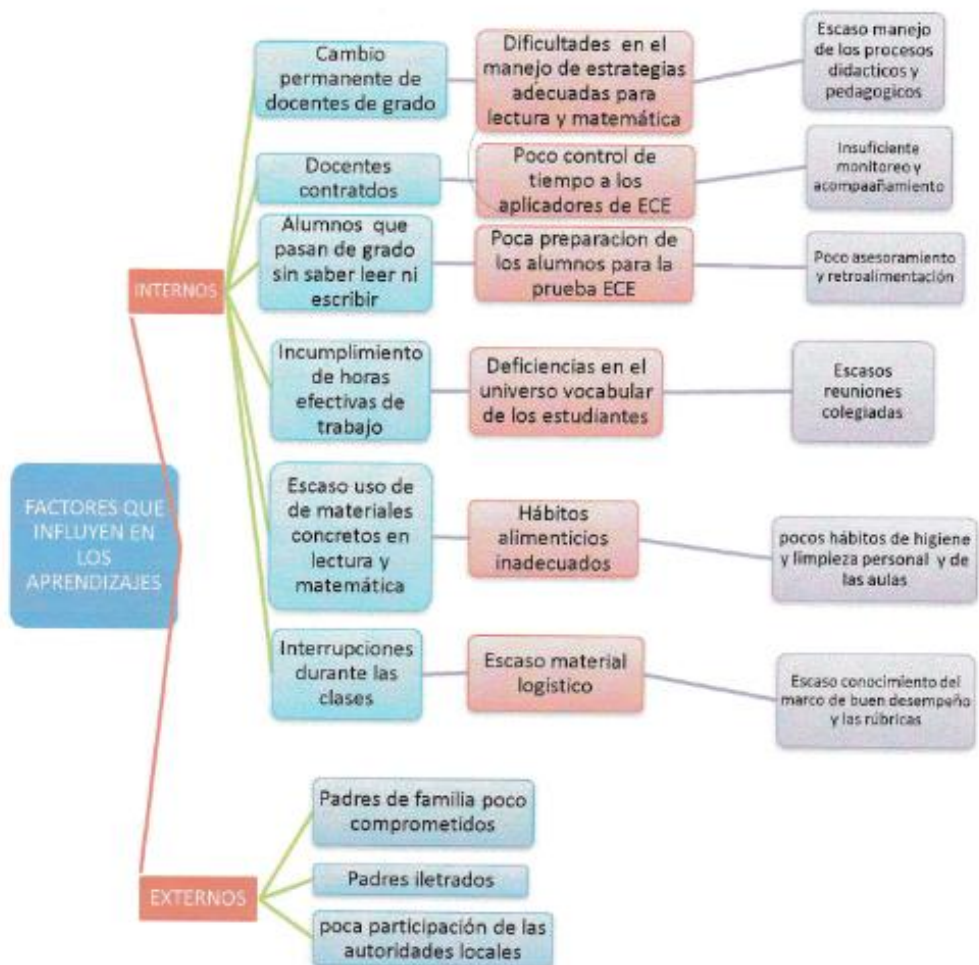 Cambio
permanente de
docentes de grado
Dificultades en el
manejo de estrategias
adecuadas para
lectura y matemática
Escaso manejo
de los procesos
didacticos y
pedagogicos
Docentes
contratdos
Poco control de
tiempo a los
aplicadores de ECE
Insuficiente
monitoreo y
acompaañamiento
Alumnos que
pasan de grado
sin saber leer ni
escribir
Poca preparacion de
los alumnos para la
prueba ECE
Poco asesoramiento
y retroalimentación
INTERNOS
Incumplimiento
de horas
efectivas de
trabajo
Deficiencias en el
universo vocabular
de los estudiantes
Escasos
reuniones
colegiadas
FACTORES QUE
INFLUYEN EN
LOS
APRENDIZAJES
Escaso uso de
de materiales
concretos en
lectura y
matemática
Hábitos
alimenticios
inadecuados
pocos hábitos de higiene
y limpieza personal y de
las aulas
Interrupciones
durante las
clases
Escaso material
logistico
Escaso conocimiento del
marco de buen desempeño
y las rúbricas
EXTERNOS
Padres de familia poco
comprometidos
Padres iletrados
poca participación de las
autoridades locales